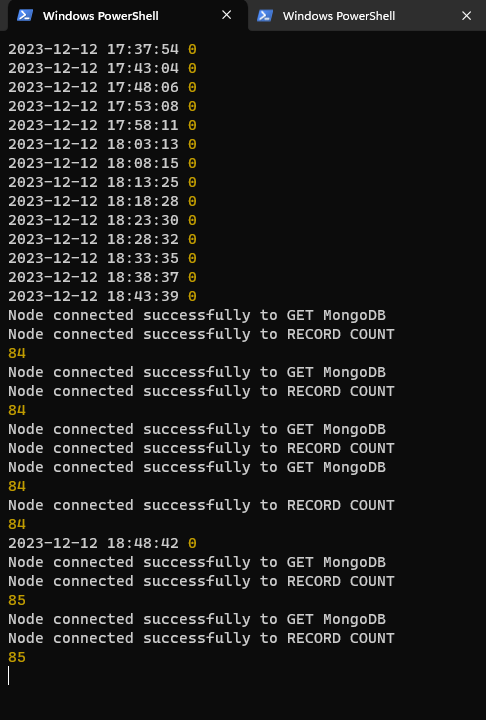 Windows PowerShell
Windows PowerShell
2023-12-12 17:37:54 0
2023-12-12 17:43:04 0
2023-12-12 17:48:06 0
2023-12-12 17:53:08 0
2023-12-12 17:58:11 0
2023-12-12 18:03:13 0
2023-12-12 18:08:15 0
2023-12-12 18:13:25 0
2023-12-12 18:18:28 0
2023-12-12 18:23:30 0
2023-12-12 18:28:32 0
2023-12-12 18:33:35 0
2023-12-12 18:38:37 0
2023-12-12 18:43:39 0
Node connected successfully to GET MongoDB
Node connected successfully to RECORD COUNT
84
Node connected successfully to GET MongoDB
Node connected successfully to RECORD COUNT
84
Node connected successfully to GET MongoDB
Node connected successfully to RECORD COUNT
Node connected successfully to GET MongoDB
84
Node connected successfully to RECORD COUNT
84
2023-12-12 18:48:42 0
Node connected successfully to GET MongoDB
Node connected successfully to RECORD COUNT
85
Node connected successfully to GET MongoDB
Node connected successfully to RECORD COUNT
85